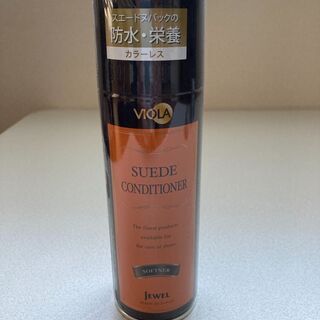 スエードヌバックの
防水・栄養
カラーレス
VIOLA
SUEDE
CONDITIONER
The finest products
available for
the care of shoes
SOFTNER
JEWEL